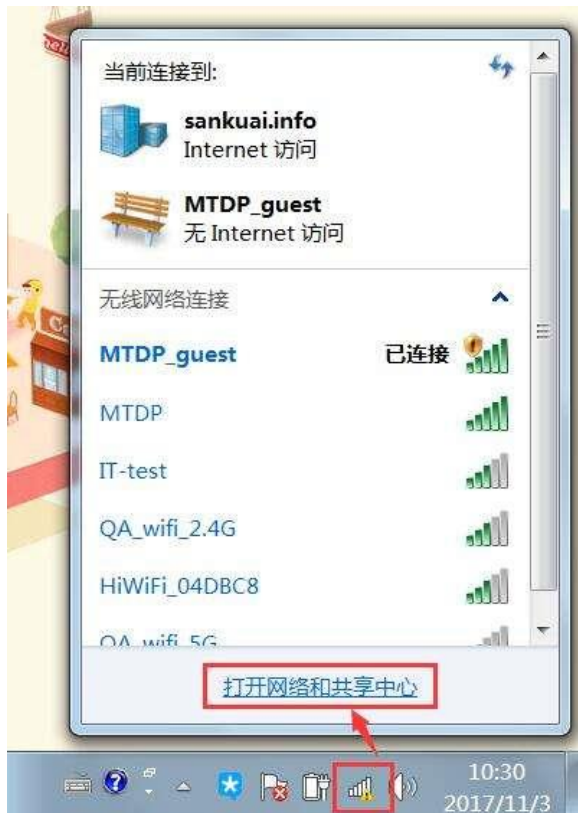 当前连接到:
sankuai.info
Internet 访问
MTDP_guest
无 Internet 访问
无线网络连接
MTDP_guest 已连接
MTDP
IT-test
QA_wifi_2.4G
HiWiFi_04DBC8
QA_wifi_5G
打开网络和共享中心
10:30
2017/11/3